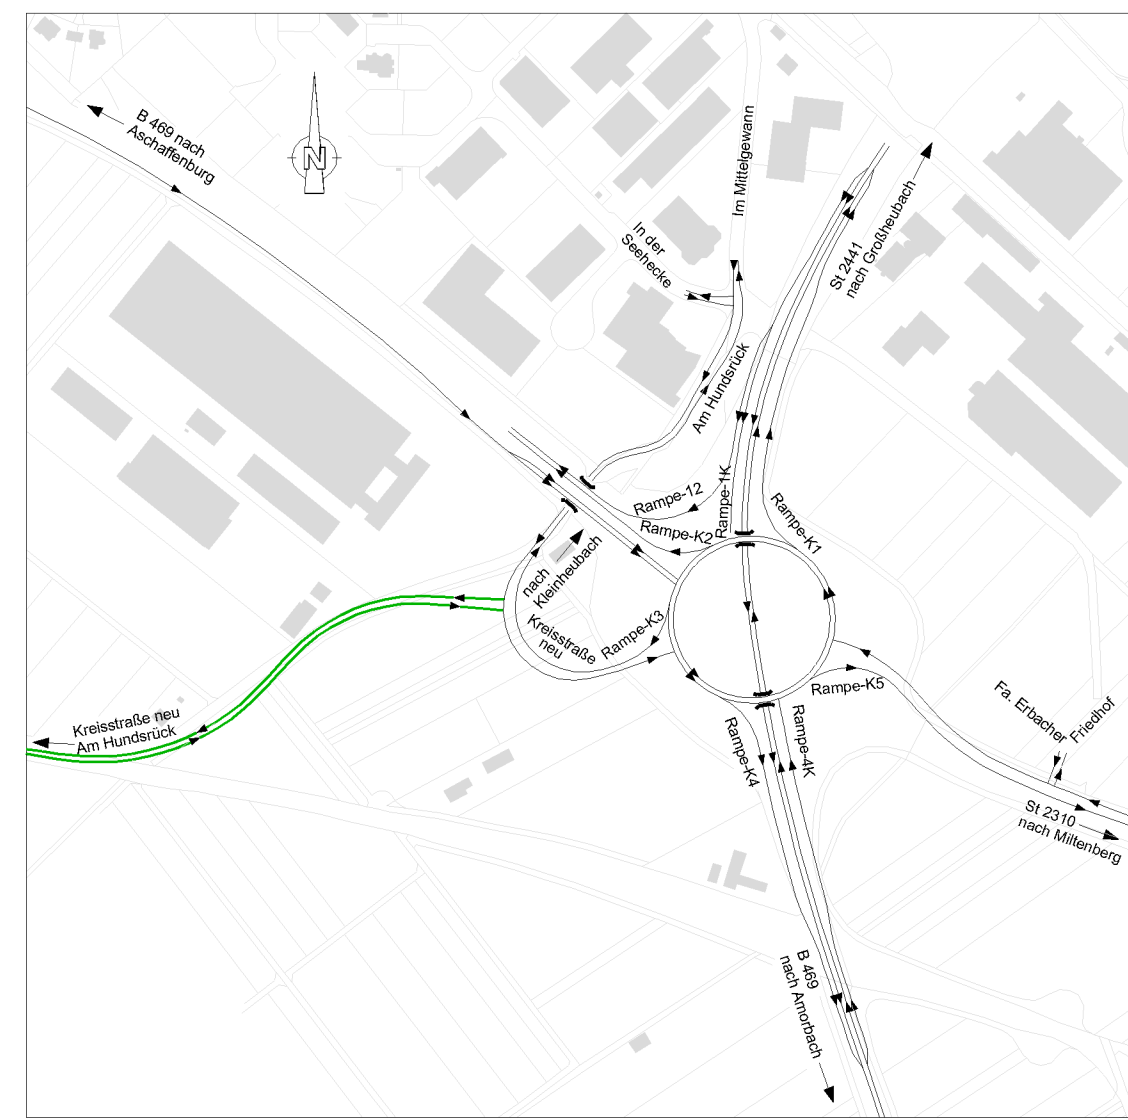 B 469 nach
Aschaffenburg
N
Im Mittelgewann
In der
Seehecke
St 2441
nach Großheubach
Am Hundsrück
Rampe-12
Rampe-1K
Rampe-K2
Rampe-K1
nach
Kleinheubach
Kreisstraße
neu
Rampe-K3
Rampe-K5
Kreisstraße neu
Am Hundsrück
Rampe-K4
Rampe-4K
Fa. Erbacher
Friedhof
St 2310
nach Miltenberg
B 469
nach Amorbach